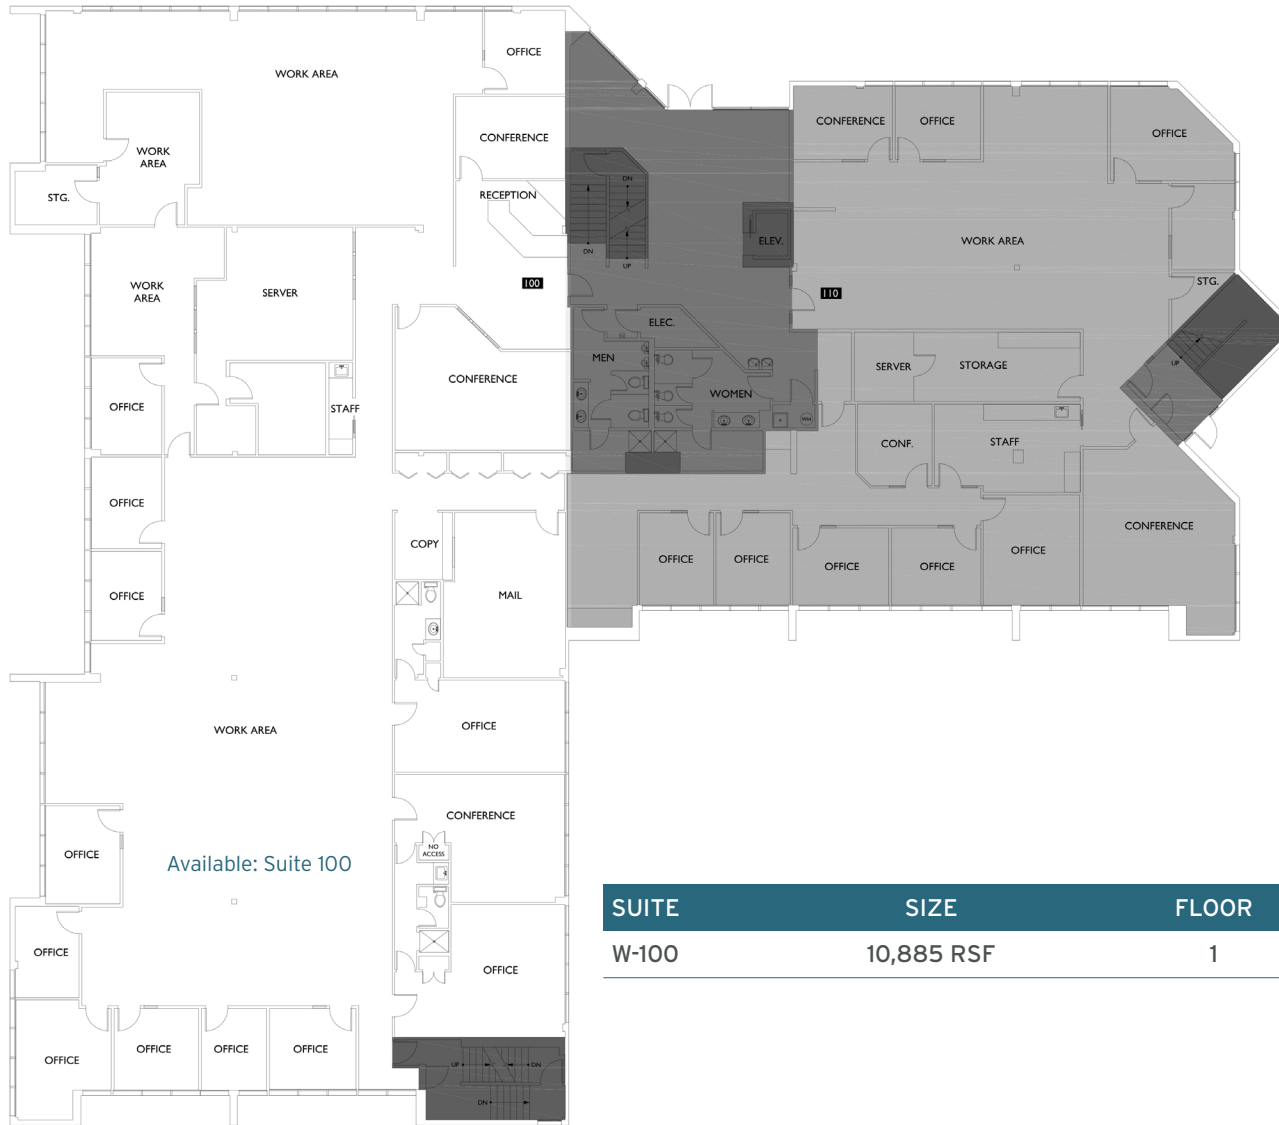 OFFICE
WORK AREA
CONFERENCE
OFFICE
CONFERENCE
OFFICE
WORK
AREA
STG.
RECEPTION
DN
DN
UP
ELEV.
WORK AREA
WORK
AREA
SERVER
100
110
STG.
ELEC.
MEN
WOMEN
WH
SERVER
STORAGE
UP
CONFERENCE
OFFICE
STAFF
CONF.
STAFF
OFFICE
COPY
CONFERENCE
OFFICE
OFFICE
OFFICE
OFFICE
OFFICE
OFFICE
MAIL
OFFICE
WORK AREA
CONFERENCE
NO
ACCESS
OFFICE
Available: Suite 100
SUITE SIZE FLOOR
W-100 10,885 RSF 1
OFFICE
OFFICE
OFFICE
OFFICE
OFFICE
OFFICE
UP
DN
DN